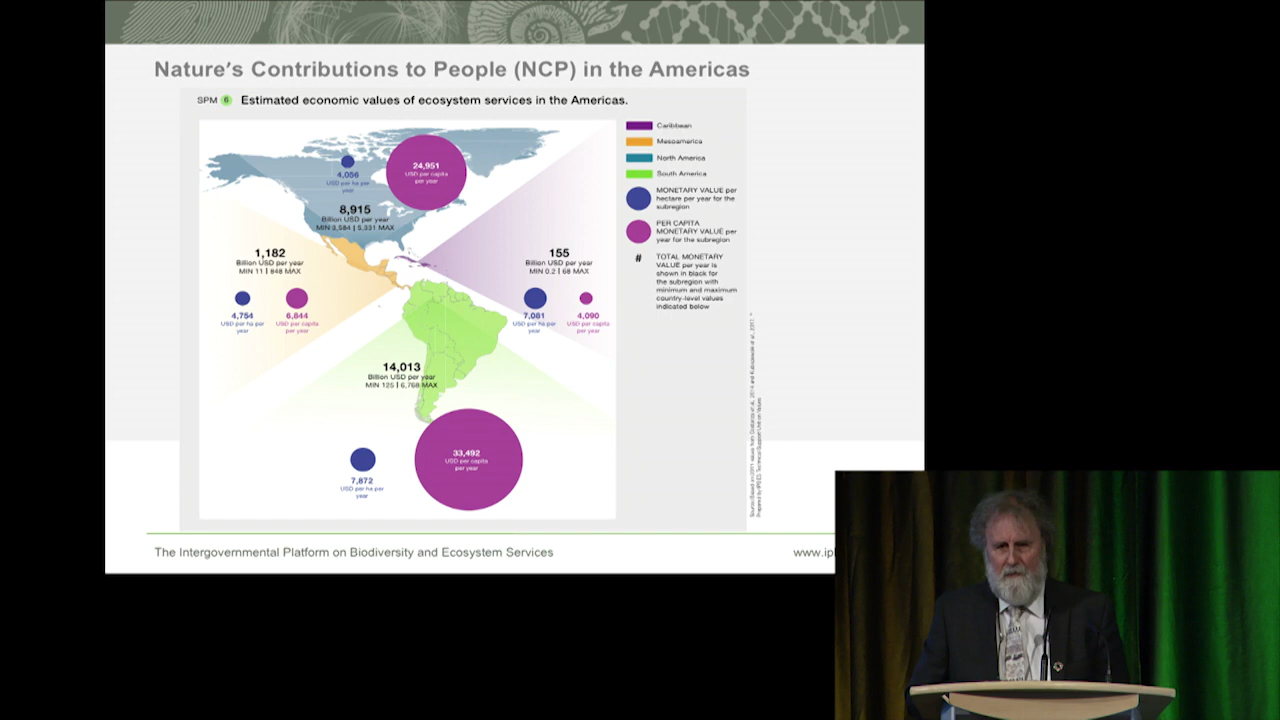 Nature's Contributions to People (NCP) in the Americas
SPM 6 Estimated economic values of ecosystem services in the Americas.
24,951
USD per capita
per year
4,056
USD per ha per
year
8,915
Billion USD per year
MIN 3,584 | 5,331 MAX
1,182
Billion USD per year
MIN 11 | 848 MAX
4,754
USD per ha per
year
6,844
USD per capita
per year
155
Billion USD per year
MIN 0.2 | 68 MAX
7,081
USD per ha per
year
4,090
USD per capita
per year
14,013
Billion USD per year
MIN 125 | 6,768 MAX
33,492
USD per capita
per year
7,872
USD per ha per
year
Caribbean
Mesoamerica
North America
South America
MONETARY VALUE per
hectare per year for the
subregion
PER CAPITA
MONETARY VALUE per
year for the subregion
# TOTAL MONETARY
VALUE per year is
shown in black for
the subregion with
minimum and maximum
country-level values
indicated below
Prepared by IPBES Technical Support Unit on Values
The Intergovernmental Platform on Biodiversity and Ecosystem Services